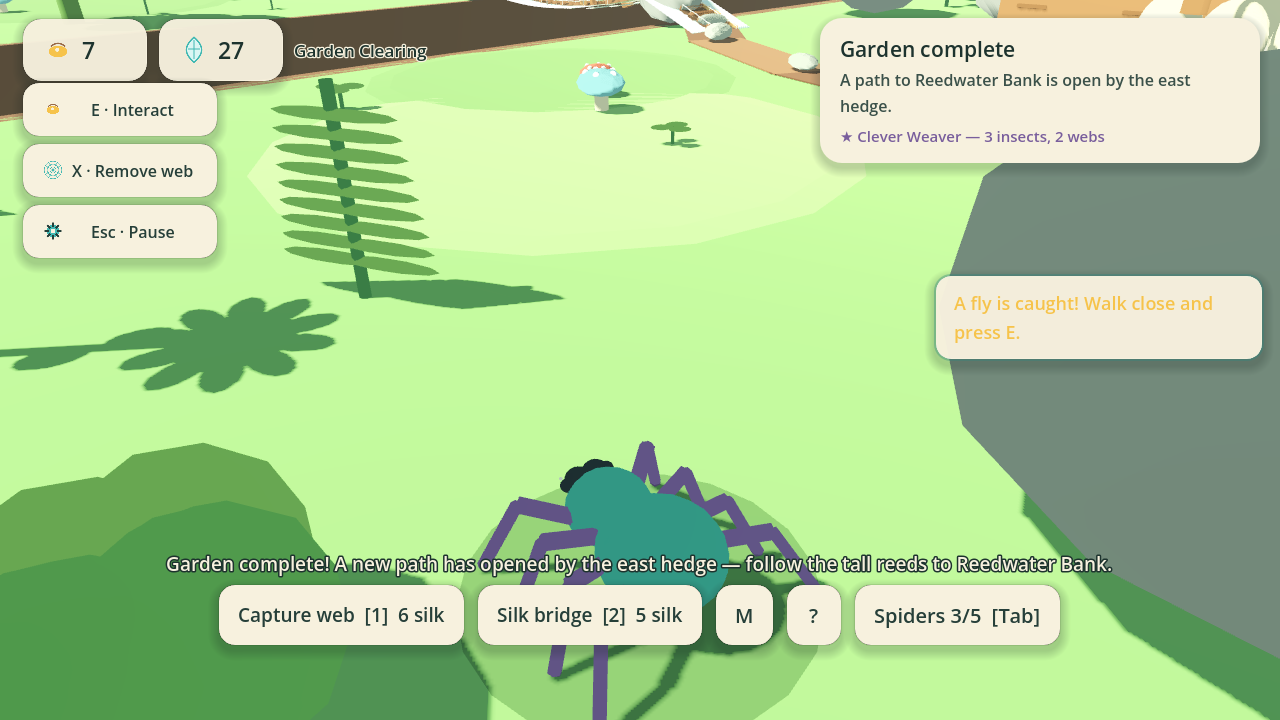 7
27
Garden Clearing
E · Interact
X · Remove web
Esc · Pause
Garden complete
A path to Reedwater Bank is open by the east
hedge.
★ Clever Weaver — 3 insects, 2 webs
A fly is caught! Walk close and
press E.
Garden complete! A new path has opened by the east hedge — follow the tall reeds to Reedwater Bank.
Capture web [1] 6 silk
Silk bridge [2] 5 silk
M
?
Spiders 3/5 [Tab]